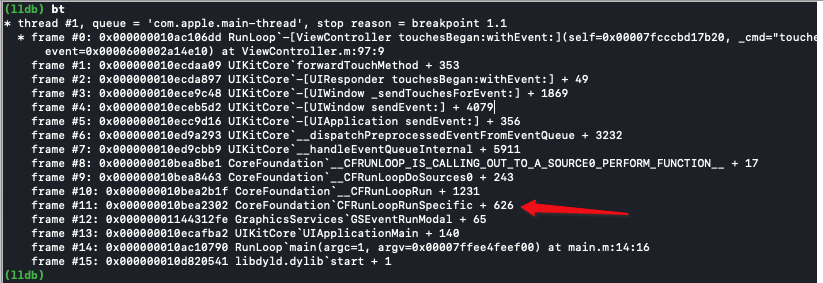 (lldb) bt
* thread #1, queue = 'com.apple.main-thread', stop reason = breakpoint 1.1
  * frame #0: 0x000000010ac106dd RunLoop`-[ViewController touchesBegan:withEvent:](self=0x00007fcccbd17b20, _cmd="touche
event=0x0000600002a14e10) at ViewController.m:97:9
    frame #1: 0x000000010ecdaa09 UIKitCore`forwardTouchMethod + 353
    frame #2: 0x000000010ecda897 UIKitCore`-[UIResponder touchesBegan:withEvent:] + 49
    frame #3: 0x000000010ece9c48 UIKitCore`-[UIWindow _sendTouchesForEvent:] + 1869
    frame #4: 0x000000010eceb5d2 UIKitCore`-[UIWindow sendEvent:] + 4079
    frame #5: 0x000000010ecc9d16 UIKitCore`-[UIApplication sendEvent:] + 356
    frame #6: 0x000000010ed9a293 UIKitCore`__dispatchPreprocessedEventFromEventQueue + 3232
    frame #7: 0x000000010ed9cbb9 UIKitCore`__handleEventQueueInternal + 5911
    frame #8: 0x000000010bea8be1 CoreFoundation`__CFRUNLOOP_IS_CALLING_OUT_TO_A_SOURCE0_PERFORM_FUNCTION__ + 17
    frame #9: 0x000000010bea8463 CoreFoundation`__CFRunLoopDoSources0 + 243
    frame #10: 0x000000010bea2b1f CoreFoundation`__CFRunLoopRun + 1231
    frame #11: 0x000000010bea2302 CoreFoundation`CFRunLoopRunSpecific + 626
    frame #12: 0x00000001144312fe GraphicsServices`GSEventRunModal + 65
    frame #13: 0x000000010ecafba2 UIKitCore`UIApplicationMain + 140
    frame #14: 0x000000010ac10790 RunLoop`main(argc=1, argv=0x00007ffee4feef00) at main.m:14:16
    frame #15: 0x000000010d820541 libdyld.dylib`start + 1
(lldb)